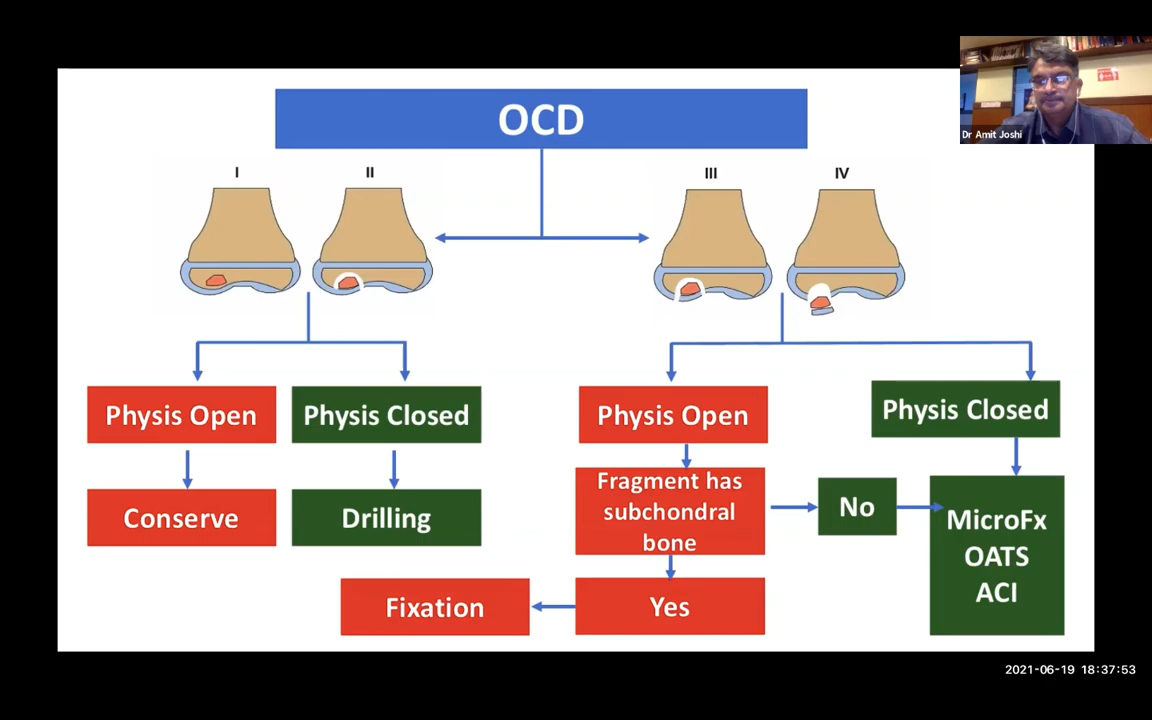 OCD
Dr Amit Joshi
I
II
III
IV
Physis Open
Physis Closed
Physis Open
Physis Closed
Conserve
Drilling
Fragment has
subchondral
bone
No
MicroFx
OATS
ACI
Fixation
Yes
2021-06-19 18:37:53